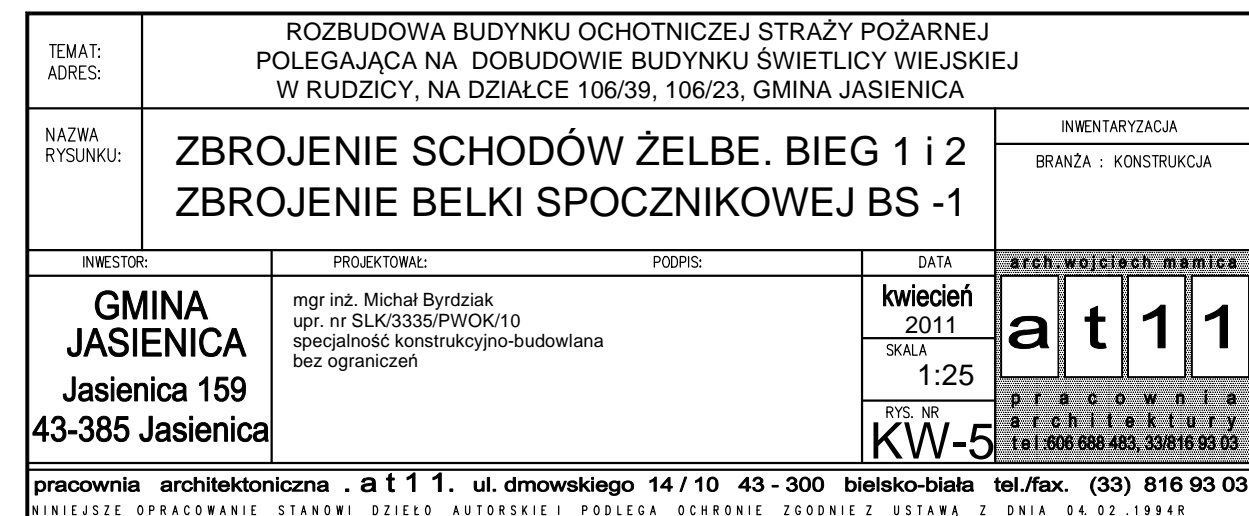 TEMAT:
ADRES:
ROZBUDOWA BUDYNKU OCHOTNICZEJ STRAŻY POŻARNEJ
POLEGAJĄCA NA DOBUDOWIE BUDYNKU ŚWIETLICY WIEJSKIEJ
W RUDZICY, NA DZIAŁCE 106/39, 106/23, GMINA JASIENICA
NAZWA
RYSUNKU:
ZBROJENIE SCHODÓW ŻELBE. BIEG 1 i 2
ZBROJENIE BELKI SPOCZNIKOWEJ BS -1
INWENTARYZACJA
BRANŻA : KONSTRUKCJA
INWESTOR:
GMINA
JASIENICA
Jasienica 159
43-385 Jasienica
PROJEKTOWAŁ:
PODPIS:
mgr inż. Michał Byrdziak
upr. nr SLK/3335/PWOK/10
specjalność konstrukcyjno-budowlana
bez ograniczeń
DATA
kwiecień
2011
SKALA
1:25
RYS. NR
KW-5
arch.wojciech mamica
at11
pracownia
architektury
tel:606 688 483, 33/816 93 03
pracownia architektoniczna . at11. ul. dmowskiego 14 / 10 43 - 300 bielsko-biała tel./fax. (33) 816 93 03
NINIEJSZE OPRACOWANIE STANOWI DZIEŁO AUTORSKIE I PODLEGA OCHRONIE ZGODNIE Z USTAWĄ Z DNIA 04.02.1994R